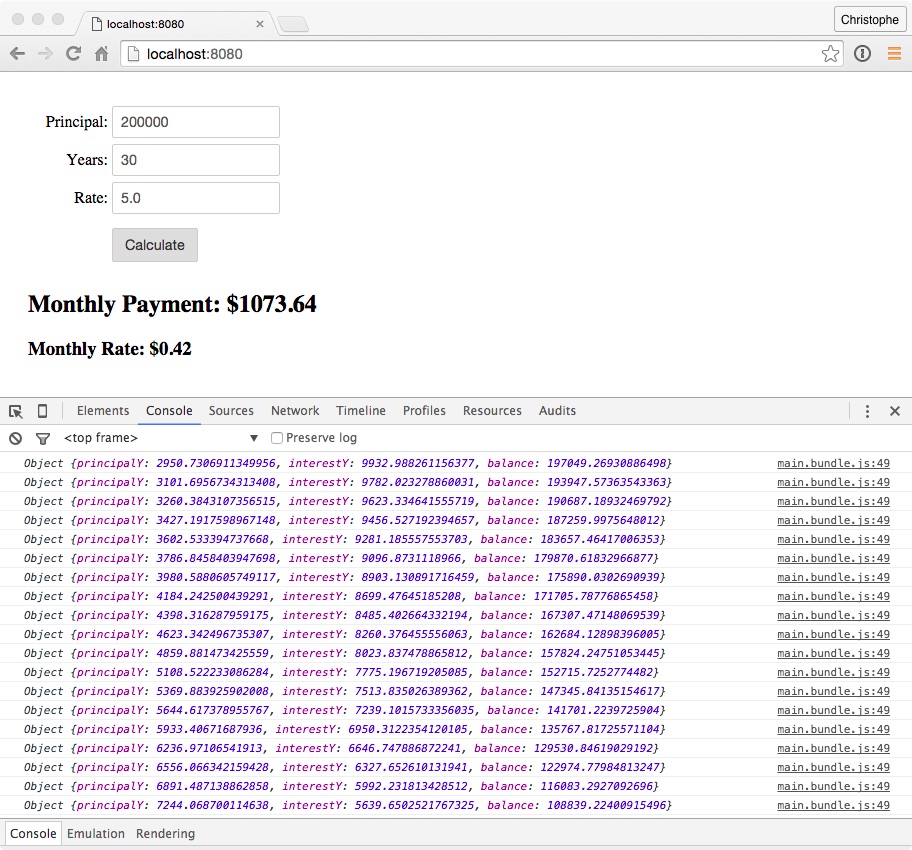 localhost:8080
Christophe
localhost:8080
Principal: 200000
Years: 30
Rate: 5.0
Calculate
Monthly Payment: $1073.64
Monthly Rate: $0.42
Elements Console Sources Network Timeline Profiles Resources Audits
<top frame> Preserve log
Object {principalY: 2950.7306911349956, interestY: 9932.988261156377, balance: 197049.26930886498} main.bundle.js:49
Object {principalY: 3101.6956734313408, interestY: 9782.023278860031, balance: 193947.57363543363} main.bundle.js:49
Object {principalY: 3260.3843107356515, interestY: 9623.334641555719, balance: 190687.18932469792} main.bundle.js:49
Object {principalY: 3427.1917598967148, interestY: 9456.527192394657, balance: 187259.9975648012} main.bundle.js:49
Object {principalY: 3602.533394737668, interestY: 9281.185557553703, balance: 183657.46417006353} main.bundle.js:49
Object {principalY: 3786.8458403947698, interestY: 9096.8731118966, balance: 179870.61832966877} main.bundle.js:49
Object {principalY: 3980.5880605749117, interestY: 8903.130891716459, balance: 175890.0302690939} main.bundle.js:49
Object {principalY: 4184.242500439291, interestY: 8699.47645185208, balance: 171705.78776865458} main.bundle.js:49
Object {principalY: 4398.316287959175, interestY: 8485.402664332194, balance: 167307.47148069539} main.bundle.js:49
Object {principalY: 4623.342496735307, interestY: 8260.376455556063, balance: 162684.12898396005} main.bundle.js:49
Object {principalY: 4859.881473425559, interestY: 8023.837478865812, balance: 157824.24751053445} main.bundle.js:49
Object {principalY: 5108.522233086284, interestY: 7775.196719205085, balance: 152715.7252774482} main.bundle.js:49
Object {principalY: 5369.883925902008, interestY: 7513.835026389362, balance: 147345.84135154617} main.bundle.js:49
Object {principalY: 5644.617378955767, interestY: 7239.1015733356035, balance: 141701.2239725904} main.bundle.js:49
Object {principalY: 5933.40671687936, interestY: 6950.3122354120105, balance: 135767.81725571104} main.bundle.js:49
Object {principalY: 6236.97106541913, interestY: 6646.747886872241, balance: 129530.84619029192} main.bundle.js:49
Object {principalY: 6556.066342159428, interestY: 6327.652610131941, balance: 122974.77984813247} main.bundle.js:49
Object {principalY: 6891.487138862858, interestY: 5992.231813428512, balance: 116083.2927092696} main.bundle.js:49
Object {principalY: 7244.068700114638, interestY: 5639.6502521767325, balance: 108839.22400915496} main.bundle.js:49
Console Emulation Rendering